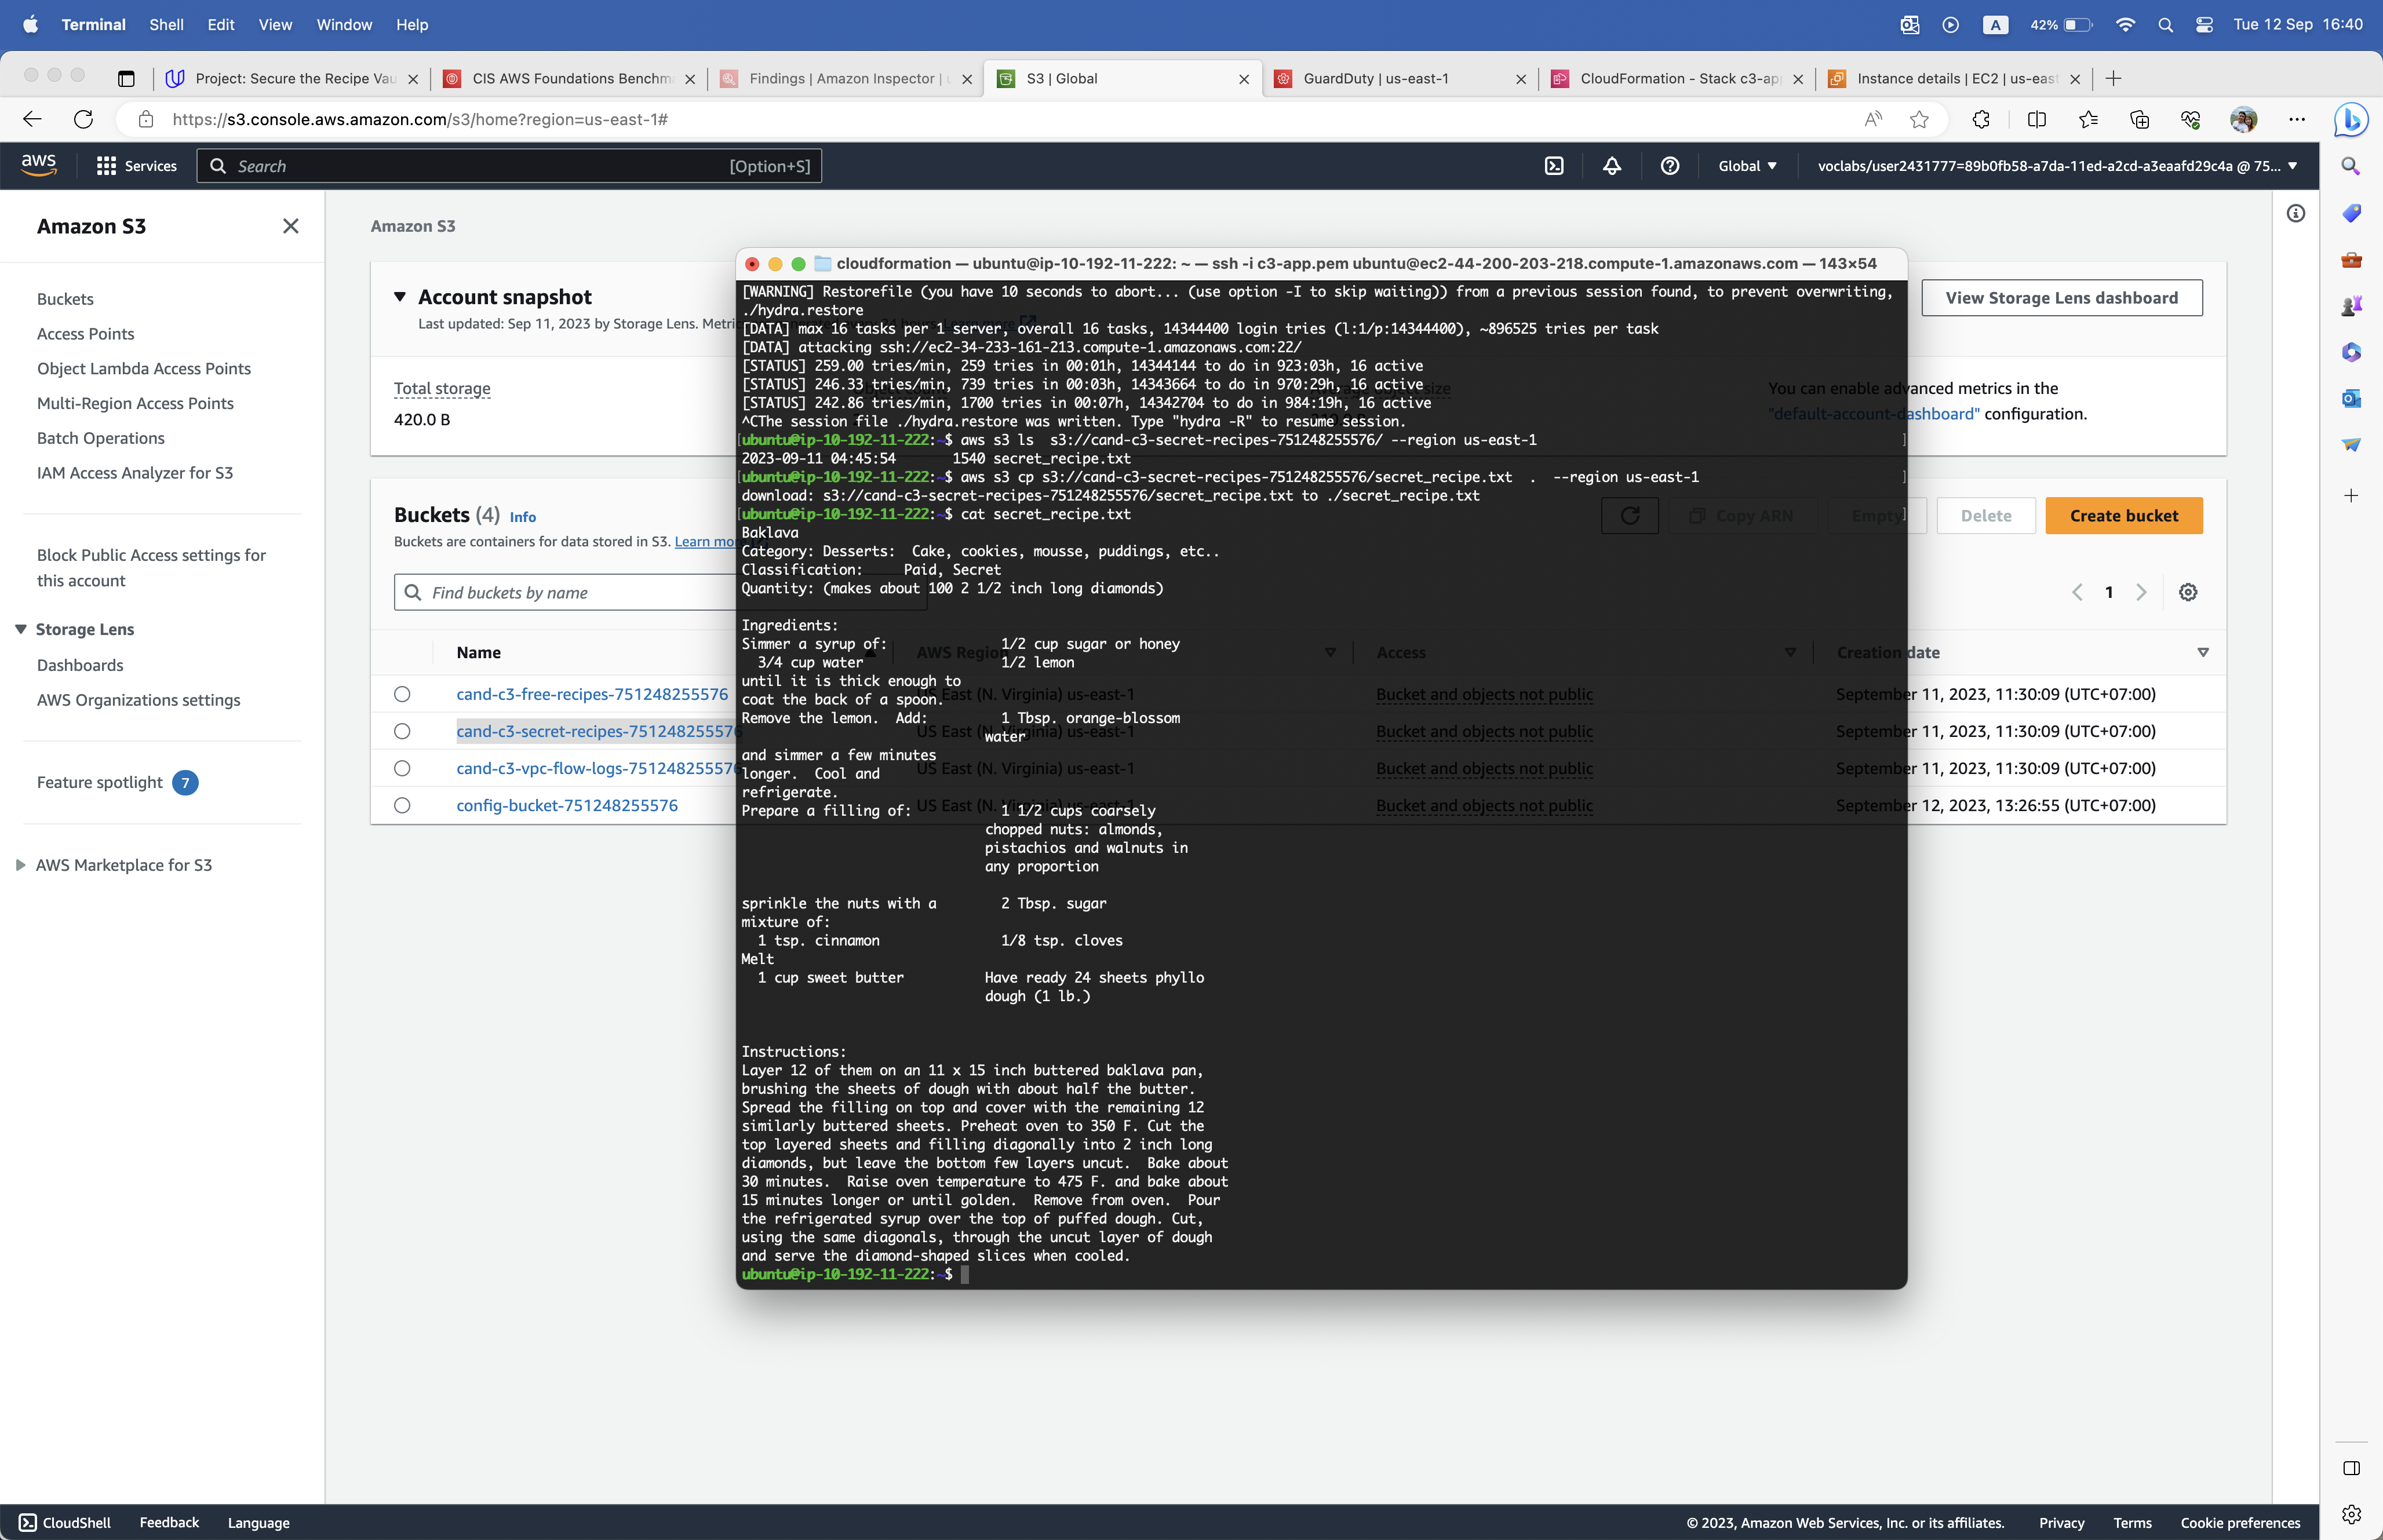 Terminal Shell Edit View Window Help
A 42% Tue 12 Sep 16:40
Project: Secure the Recipe Vau
CIS AWS Foundations Benchm
Findings | Amazon Inspector |
S3 | Global
GuardDuty | us-east-1
CloudFormation - Stack c3-ap
Instance details | EC2 | us-east
https://s3.console.aws.amazon.com/s3/home?region=us-east-1#
aws Services Search [Option+S] Global voclabs/user2431777=89b0fb58-a7da-11ed-a2cd-a3eaafd29c4a @ 75...
Amazon S3
Buckets
Access Points
Object Lambda Access Points
Multi-Region Access Points
Batch Operations
IAM Access Analyzer for S3
Block Public Access settings for
this account
Storage Lens
Dashboards
AWS Organizations settings
Feature spotlight 7
AWS Marketplace for S3
Amazon S3
Account snapshot
Last updated: Sep 11, 2023 by Storage Lens. Metri
View Storage Lens dashboard
Total storage
420.0 B
You can enable advanced metrics in the
"default-account-dashboard" configuration.
Buckets (4) Info
Buckets are containers for data stored in S3. Learn more
Copy ARN Empty Delete Create bucket
Find buckets by name
1
Name AWS Region Access Creation date
cand-c3-free-recipes-751248255576 US East (N. Virginia) us-east-1 Bucket and objects not public September 11, 2023, 11:30:09 (UTC+07:00)
cand-c3-secret-recipes-751248255576 US East (N. Virginia) us-east-1 Bucket and objects not public September 11, 2023, 11:30:09 (UTC+07:00)
cand-c3-vpc-flow-logs-751248255576 US East (N. Virginia) us-east-1 Bucket and objects not public September 11, 2023, 11:30:09 (UTC+07:00)
config-bucket-751248255576 US East (N. Virginia) us-east-1 Bucket and objects not public September 12, 2023, 13:26:55 (UTC+07:00)
cloudformation — ubuntu@ip-10-192-11-222: ~ — ssh -i c3-app.pem ubuntu@ec2-44-200-203-218.compute-1.amazonaws.com — 143×54
[WARNING] Restorefile (you have 10 seconds to abort... (use option -I to skip waiting)) from a previous session found, to prevent overwriting,
./hydra.restore
[DATA] max 16 tasks per 1 server, overall 16 tasks, 14344400 login tries (l:1/p:14344400), ~896525 tries per task
[DATA] attacking ssh://ec2-34-233-161-213.compute-1.amazonaws.com:22/
[STATUS] 259.00 tries/min, 259 tries in 00:01h, 14344144 to do in 923:03h, 16 active
[STATUS] 246.33 tries/min, 739 tries in 00:03h, 14343664 to do in 970:29h, 16 active
[STATUS] 242.86 tries/min, 1700 tries in 00:07h, 14342704 to do in 984:19h, 16 active
^CThe session file ./hydra.restore was written. Type "hydra -R" to resume session.
[ubuntu@ip-10-192-11-222:~$ aws s3 ls  s3://cand-c3-secret-recipes-751248255576/ --region us-east-1 ]
2023-09-11 04:45:54       1540 secret_recipe.txt
[ubuntu@ip-10-192-11-222:~$ aws s3 cp s3://cand-c3-secret-recipes-751248255576/secret_recipe.txt  .  --region us-east-1 ]
download: s3://cand-c3-secret-recipes-751248255576/secret_recipe.txt to ./secret_recipe.txt
[ubuntu@ip-10-192-11-222:~$ cat secret_recipe.txt ]
Baklava
Category: Desserts:  Cake, cookies, mousse, puddings, etc..
Classification:     Paid, Secret
Quantity: (makes about 100 2 1/2 inch long diamonds)
Ingredients:
Simmer a syrup of:              1/2 cup sugar or honey
  3/4 cup water                 1/2 lemon
until it is thick enough to
coat the back of a spoon.
Remove the lemon.  Add:         1 Tbsp. orange-blossom
                              water
and simmer a few minutes
longer.  Cool and
refrigerate.
Prepare a filling of:           1 1/2 cups coarsely
                              chopped nuts: almonds,
                              pistachios and walnuts in
                              any proportion
sprinkle the nuts with a        2 Tbsp. sugar
mixture of:
  1 tsp. cinnamon               1/8 tsp. cloves
Melt
  1 cup sweet butter          Have ready 24 sheets phyllo
                              dough (1 lb.)
Instructions:
Layer 12 of them on an 11 x 15 inch buttered baklava pan,
brushing the sheets of dough with about half the butter.
Spread the filling on top and cover with the remaining 12
similarly buttered sheets. Preheat oven to 350 F. Cut the
top layered sheets and filling diagonally into 2 inch long
diamonds, but leave the bottom few layers uncut.  Bake about
30 minutes.  Raise oven temperature to 475 F. and bake about
15 minutes longer or until golden.  Remove from oven.  Pour
the refrigerated syrup over the top of puffed dough. Cut,
using the same diagonals, through the uncut layer of dough
and serve the diamond-shaped slices when cooled.
ubuntu@ip-10-192-11-222:~$
CloudShell Feedback Language
© 2023, Amazon Web Services, Inc. or its affiliates. Privacy Terms Cookie preferences